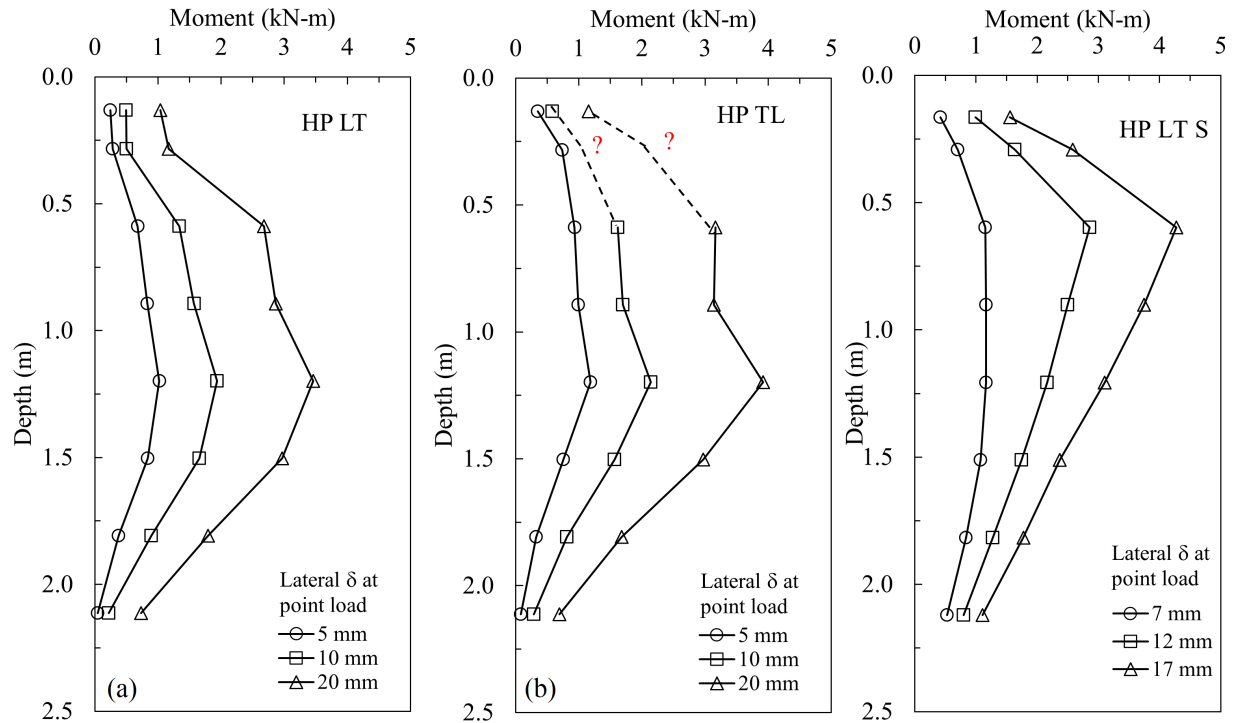 Moment (kN-m)
0 1 2 3 4 5
0.0
0.5
1.0
1.5
2.0
2.5
Depth (m)
HP LT
Lateral δ at
point load
5 mm
10 mm
20 mm
(a)
Moment (kN-m)
0 1 2 3 4 5
0.0
0.5
1.0
1.5
2.0
2.5
Depth (m)
HP TL
? ?
Lateral δ at
point load
5 mm
10 mm
20 mm
(b)
Moment (kN-m)
0 1 2 3 4 5
0.0
0.5
1.0
1.5
2.0
2.5
Depth (m)
HP LT S
Lateral δ at
point load
7 mm
12 mm
17 mm